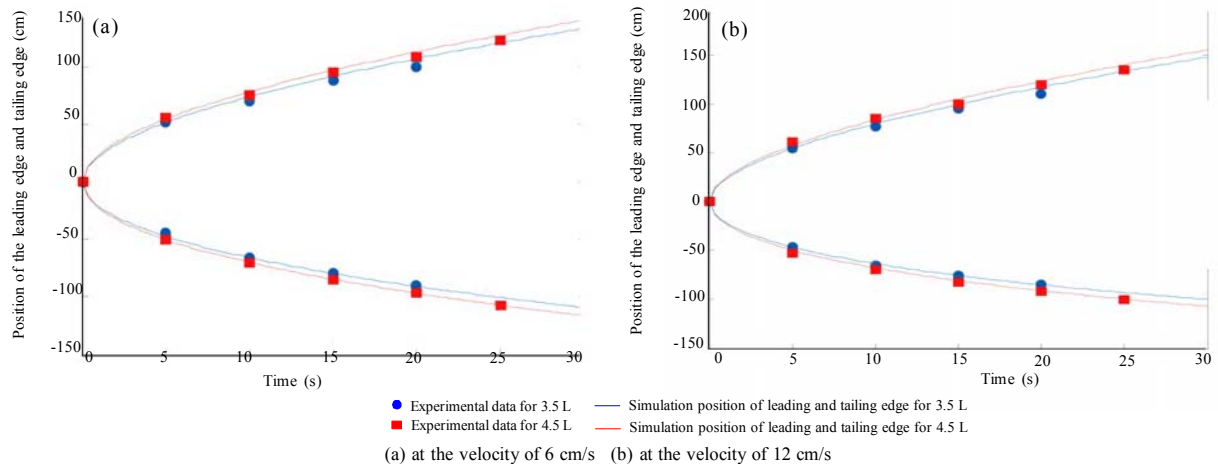 (a)
Position of the leading edge and tailing edge (cm)
150
100
50
0
-50
-100
-150
0 5 10 15 20 25 30
Time (s)
(b)
Position of the leading edge and tailing edge (cm)
200
150
100
50
0
-50
-100
-150
0 5 10 15 20 25 30
Time (s)
Experimental data for 3.5 L Simulation position of leading and tailing edge for 3.5 L
Experimental data for 4.5 L Simulation position of leading and tailing edge for 4.5 L
(a) at the velocity of 6 cm/s (b) at the velocity of 12 cm/s